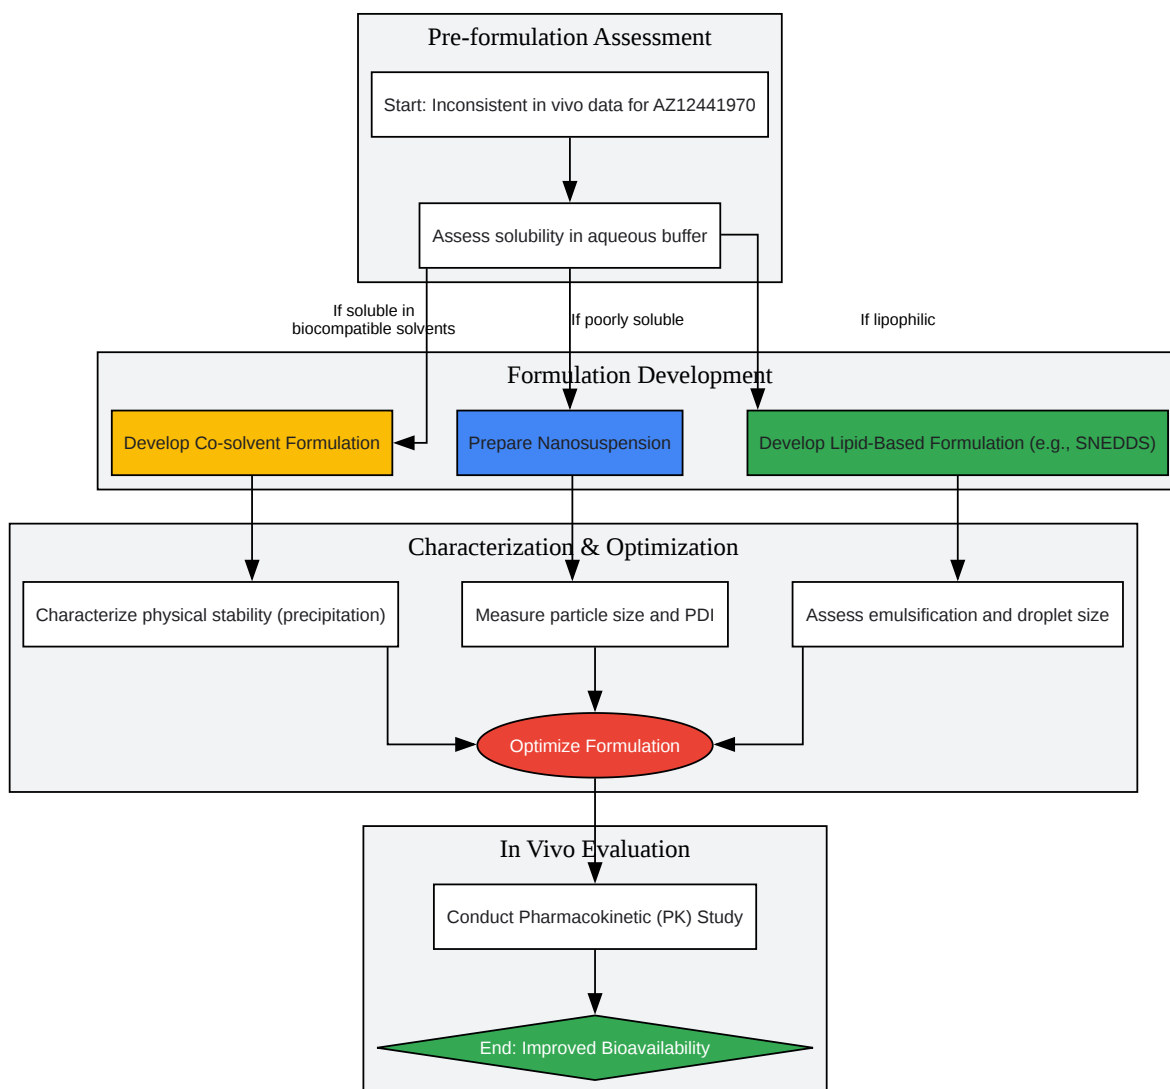 Pre-formulation Assessment
Start: Inconsistent in vivo data for AZ12441970
Assess solubility in aqueous buffer
If soluble in
biocompatible solvents
If poorly soluble
If lipophilic
Formulation Development
Develop Co-solvent Formulation
Prepare Nanosuspension
Develop Lipid-Based Formulation (e.g., SNEDDS)
Characterization & Optimization
Characterize physical stability (precipitation)
Measure particle size and PDI
Assess emulsification and droplet size
Optimize Formulation
In Vivo Evaluation
Conduct Pharmacokinetic (PK) Study
End: Improved Bioavailability